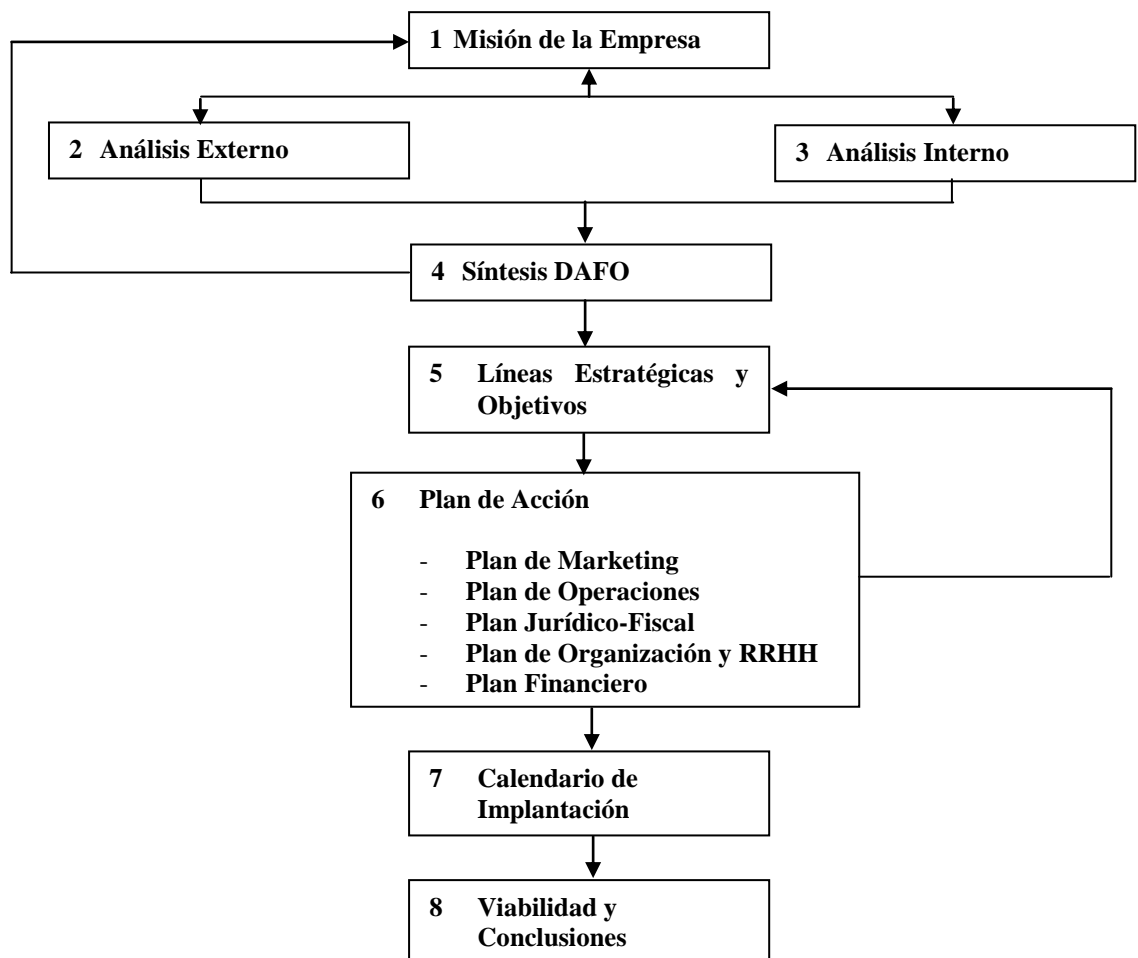 1 Misión de la Empresa
2 Análisis Externo
3 Análisis Interno
4 Síntesis DAFO
5 Líneas Estratégicas y
Objetivos
6 Plan de Acción
- Plan de Marketing
- Plan de Operaciones
- Plan Jurídico-Fiscal
- Plan de Organización y RRHH
- Plan Financiero
7 Calendario de
Implantación
8 Viabilidad y
Conclusiones